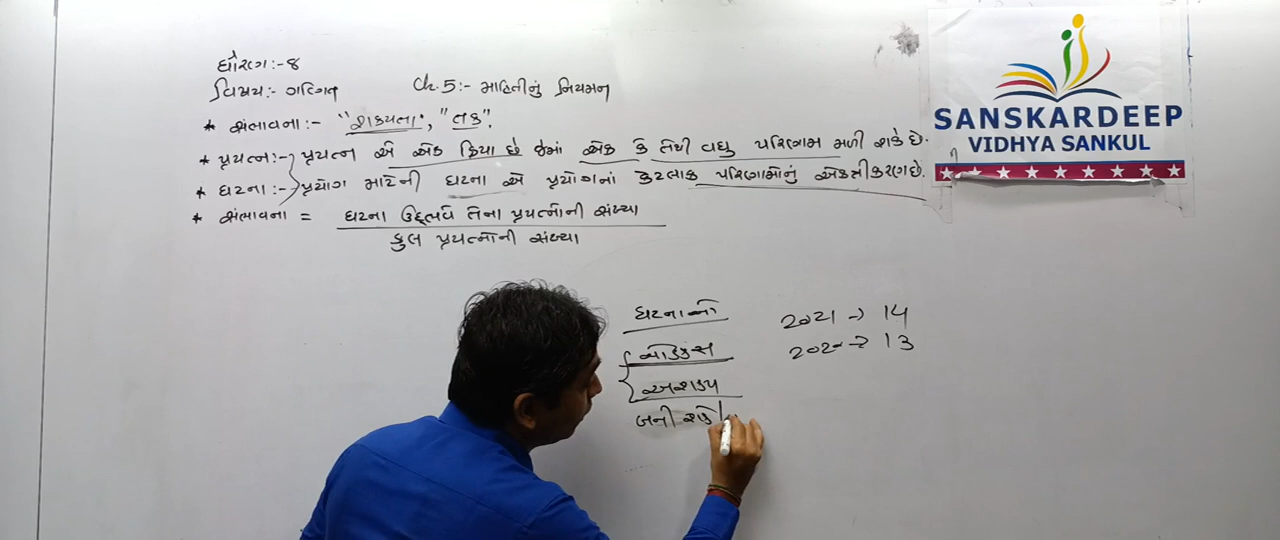 ધોરણ:-8
વિષય:- ગણિત
Ch.5:- માહિતીનું નિયમન
* સંભાવના:- "શક્યતા", "તક".
* પ્રયત્ન:- પ્રયત્ન એ એક ક્રિયા છે જેમાં એક કે તેથી વધુ પરિણામ મળી શકે છે.
* ઘટના:- પ્રયોગ માટેની ઘટના એ પ્રયોગનાં કેટલાક પરિણામોનું એકત્રીકરણ છે.
* સંભાવના = ઘટના ઉદ્ભવે તેના પ્રયત્નોની સંખ્યા
કુલ પ્રયત્નોની સંખ્યા
ઘટનાઓ
અશક્ય
બની શકે
2021 → 14
→ 13
SANSKARDEEP
VIDHYA SANKUL